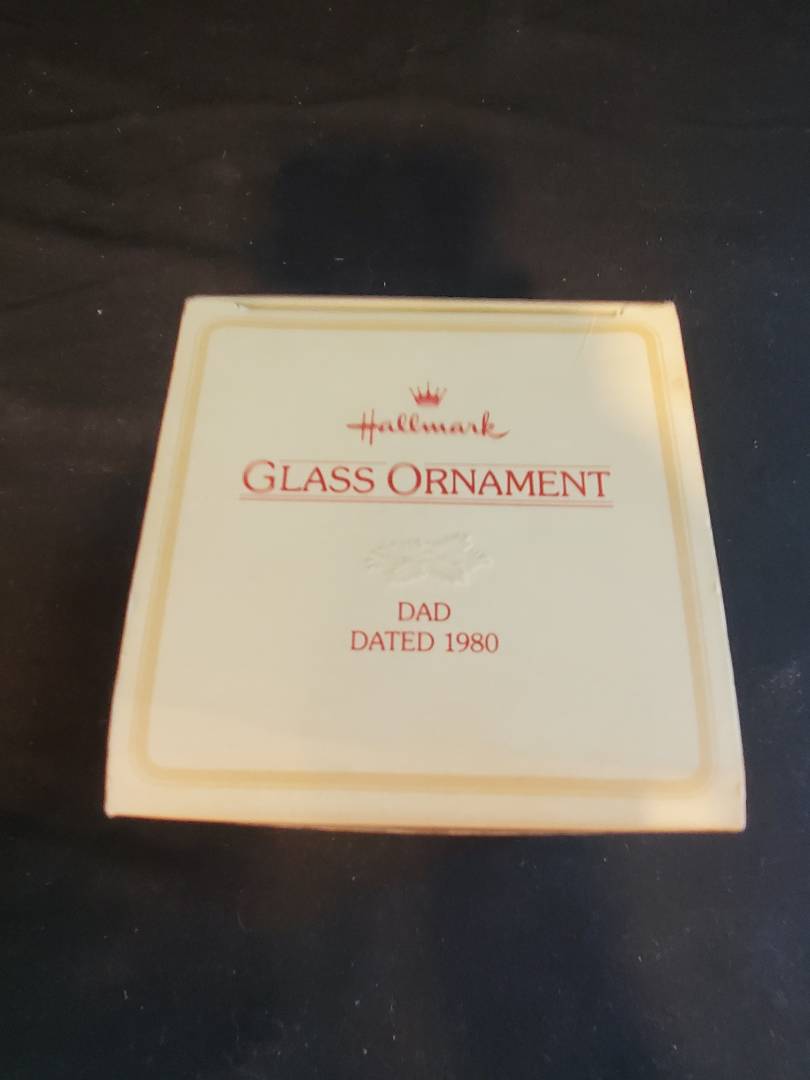 Hallmark
GLASS ORNAMENT
DAD
DATED 1980